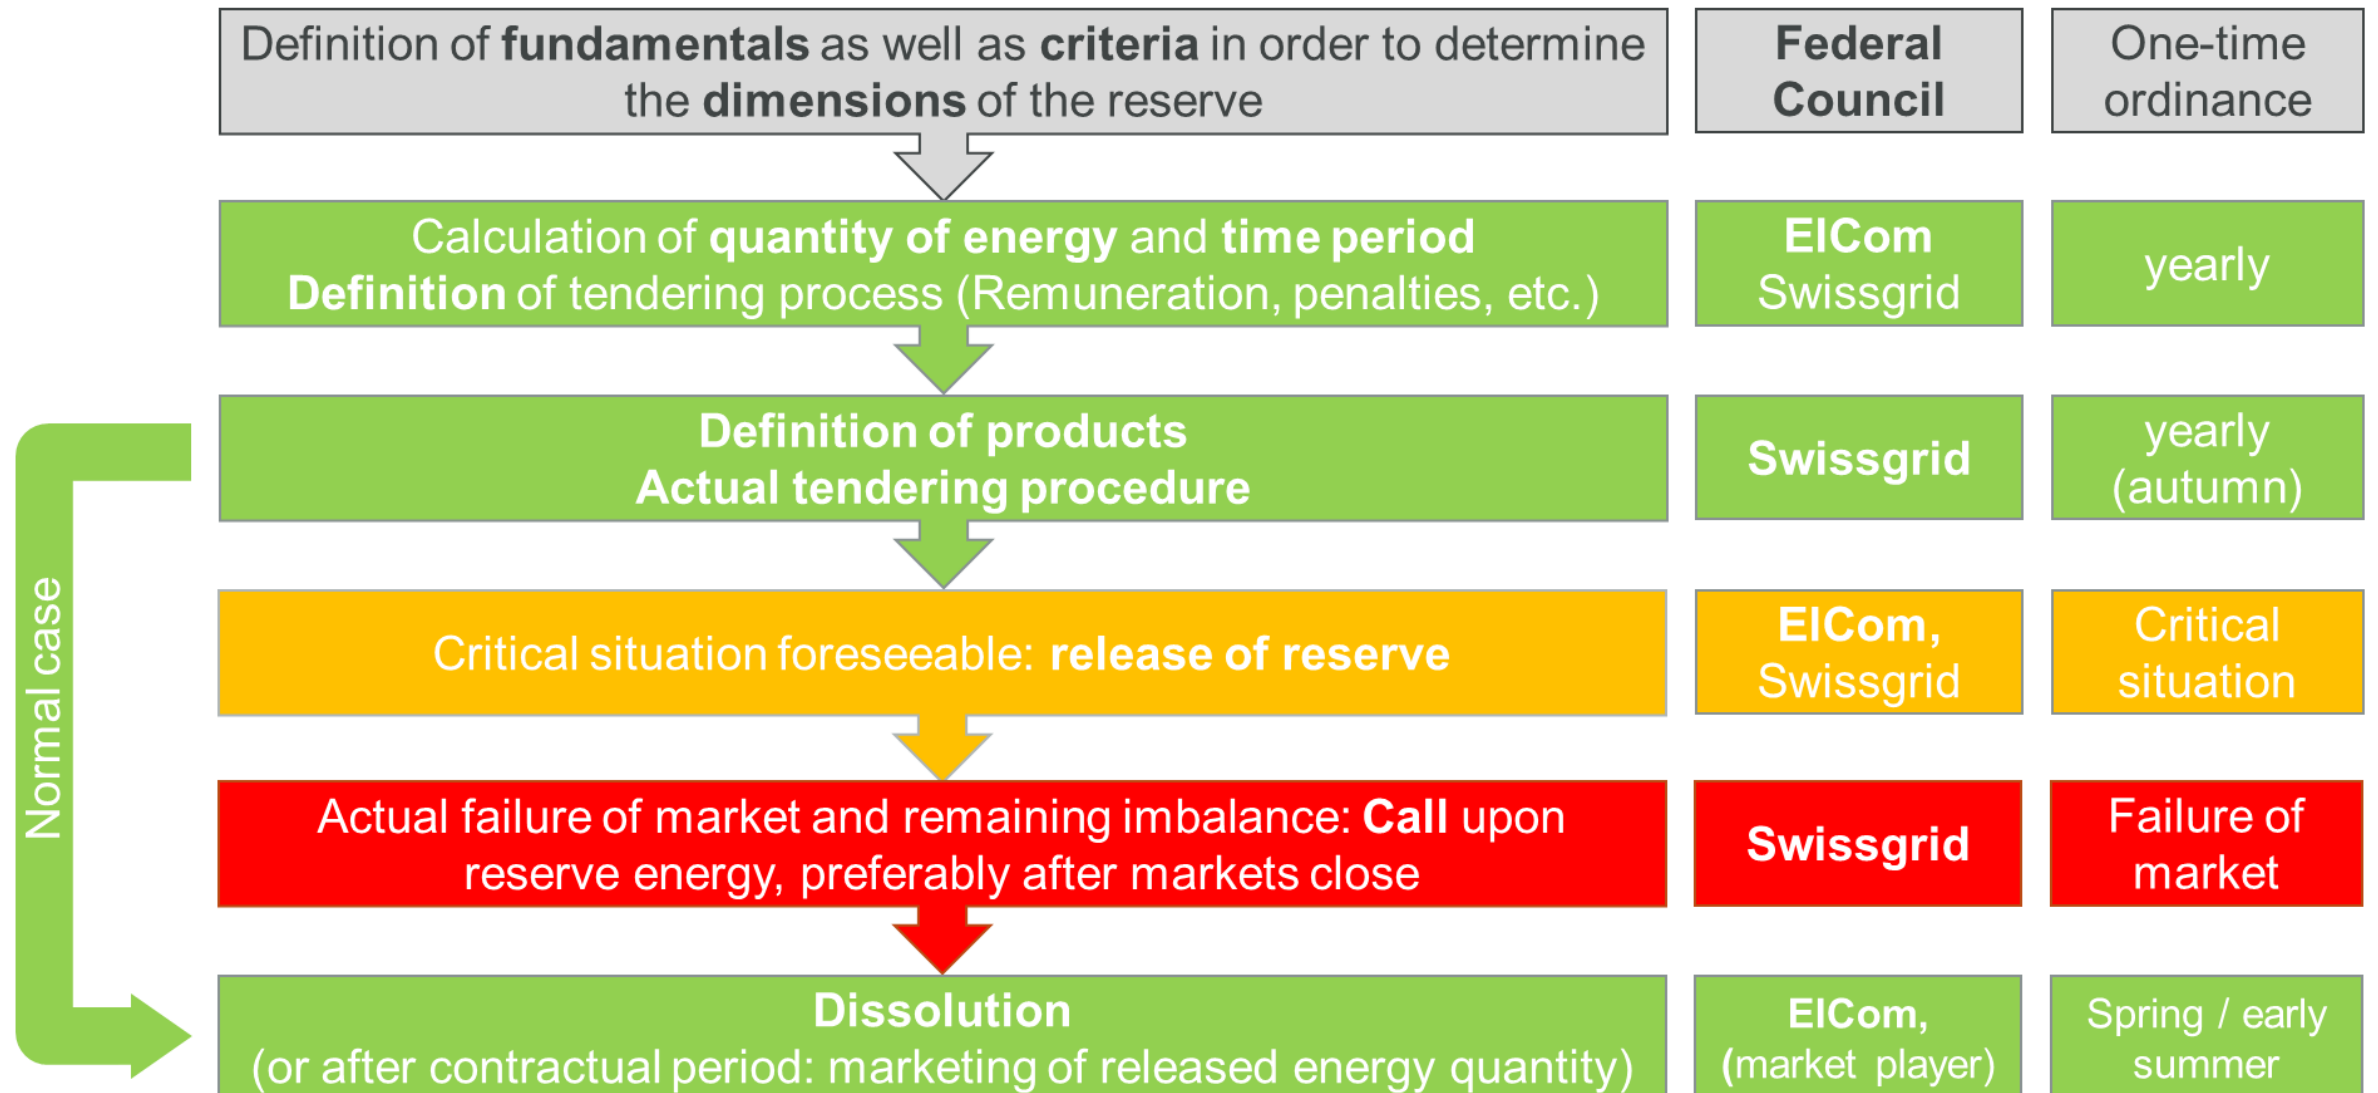 Definition of fundamentals as well as criteria in order to determine
the dimensions of the reserve
Federal
Council
One-time
ordinance
Calculation of quantity of energy and time period
Definition of tendering process (Remuneration, penalties, etc.)
ElCom
Swissgrid
yearly
Definition of products
Actual tendering procedure
Swissgrid
yearly
(autumn)
Normal case
Critical situation foreseeable: release of reserve
ElCom,
Swissgrid
Critical
situation
Actual failure of market and remaining imbalance: Call upon
reserve energy, preferably after markets close
Swissgrid
Failure of
market
Dissolution
(or after contractual period: marketing of released energy quantity)
ElCom,
(market player)
Spring / early
summer